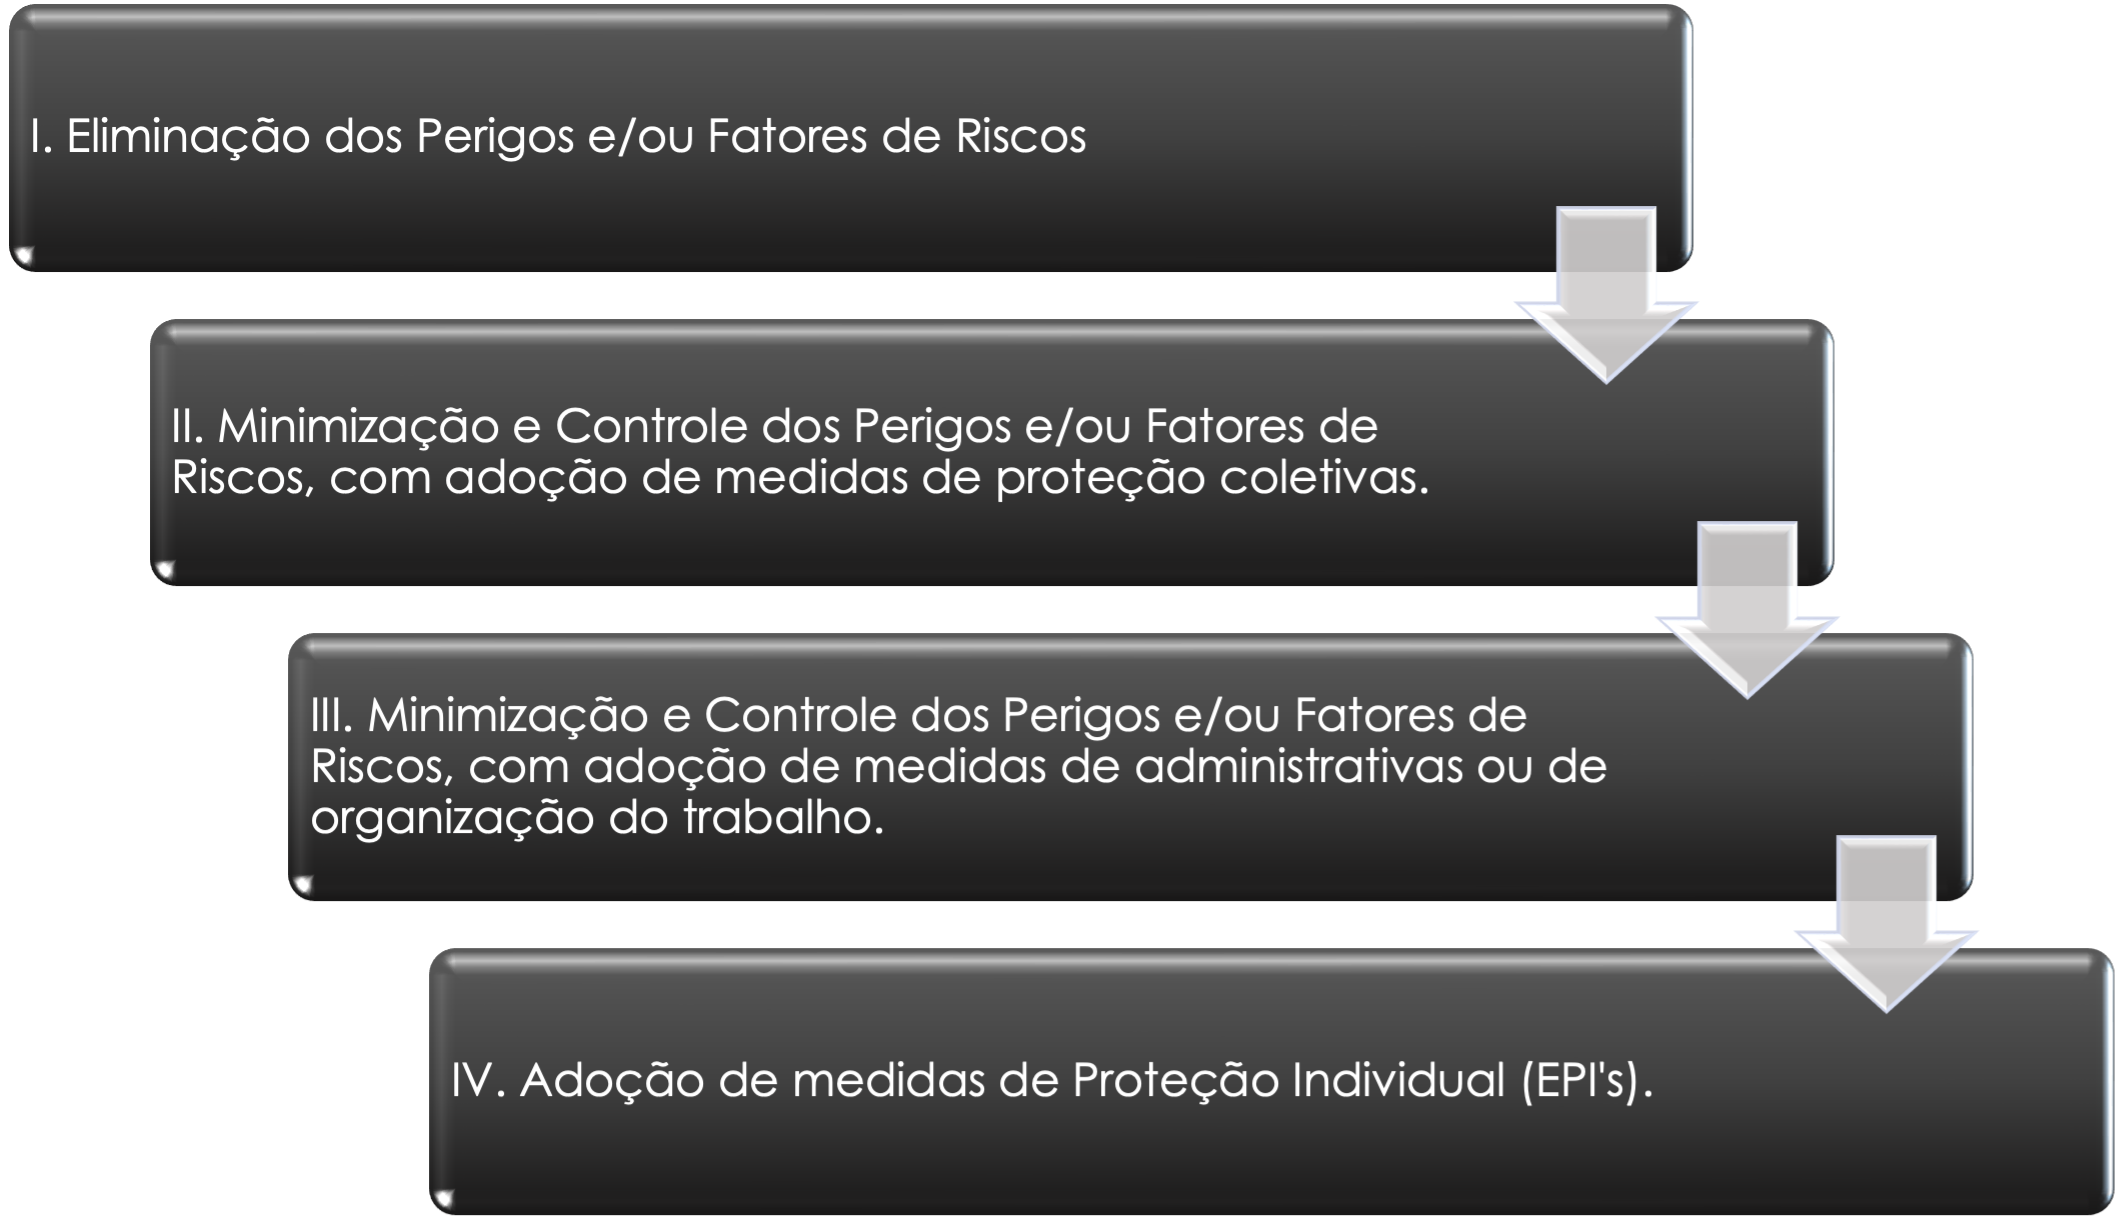 I. Eliminação dos Perigos e/ou Fatores de Riscos
II. Minimização e Controle dos Perigos e/ou Fatores de
Riscos, com adoção de medidas de proteção coletivas.
III. Minimização e Controle dos Perigos e/ou Fatores de
Riscos, com adoção de medidas de administrativas ou de
organização do trabalho.
IV. Adoção de medidas de Proteção Individual (EPI's).